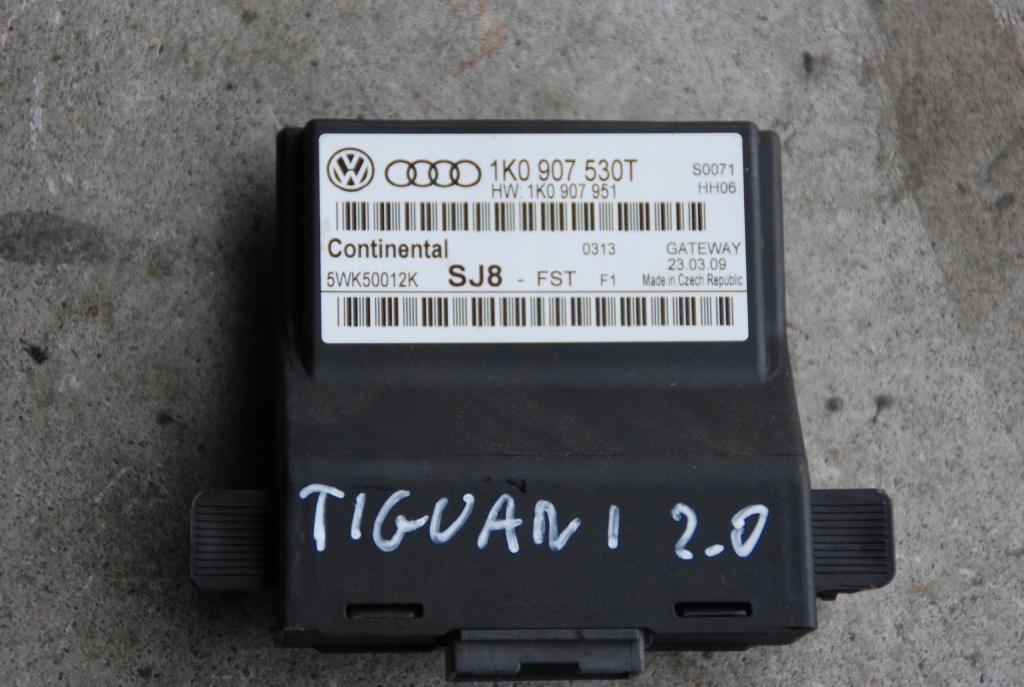 1K0 907 530T S0071
HW: 1K0 907 951 HH06
Continental 0313 GATEWAY
23.03.09
5WK50012K SJ8 - FST F1 Made in Czech Republic
TIGUAN I 2.0